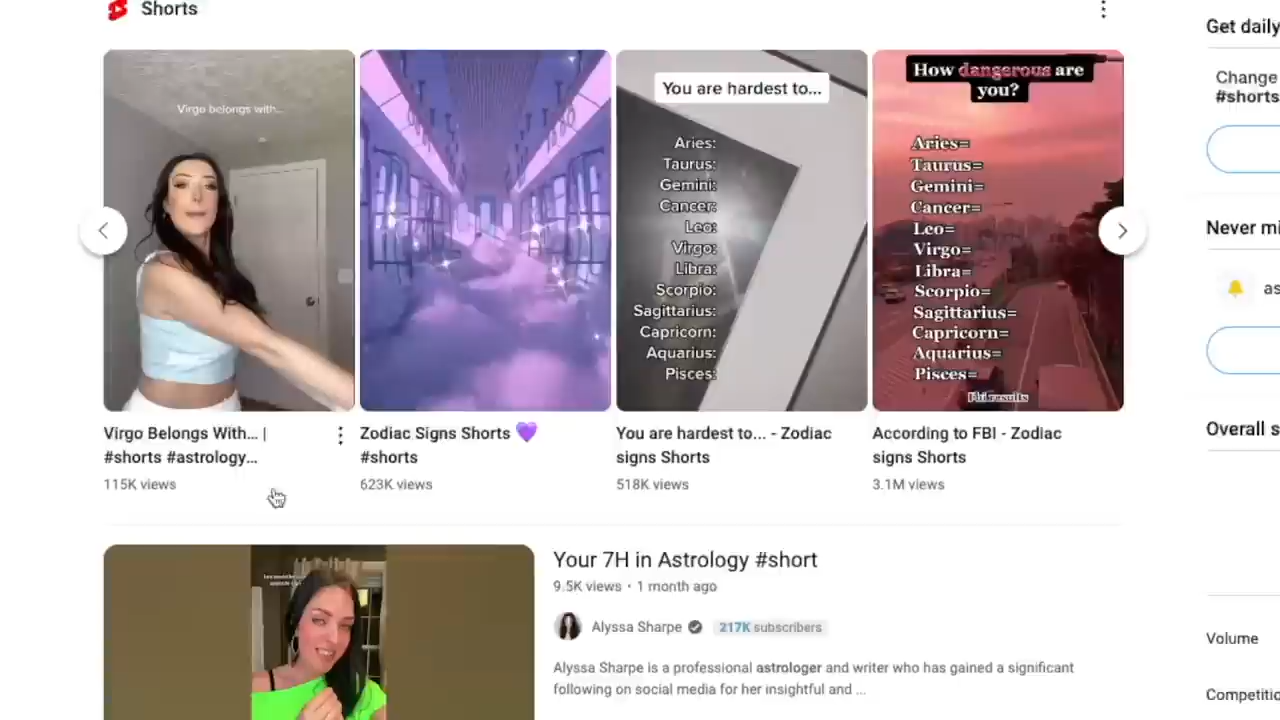 Shorts
Virgo belongs with...
You are hardest to...
Aries:
Taurus:
Gemini:
Cancer:
Leo:
Virgo:
Libra:
Scorpio:
Sagittarius:
Capricorn:
Aquarius:
Pisces:
How dangerous are
you?
Aries=
Taurus=
Gemini=
Cancer=
Leo=
Virgo=
Libra=
Scorpio=
Sagittarius=
Capricorn=
Aquarius=
Pisces=
results
Virgo Belongs With... |
#shorts #astrology...
115K views
Zodiac Signs Shorts 💜
#shorts
623K views
You are hardest to... - Zodiac
signs Shorts
518K views
According to FBI - Zodiac
signs Shorts
3.1M views
Your 7H in Astrology #short
9.5K views • 1 month ago
Alyssa Sharpe
217K subscribers
Alyssa Sharpe is a professional astrologer and writer who has gained a significant
following on social media for her insightful and ...
Get daily
Change
#shorts
Never mi
as
Overall s
Volume
Competitio